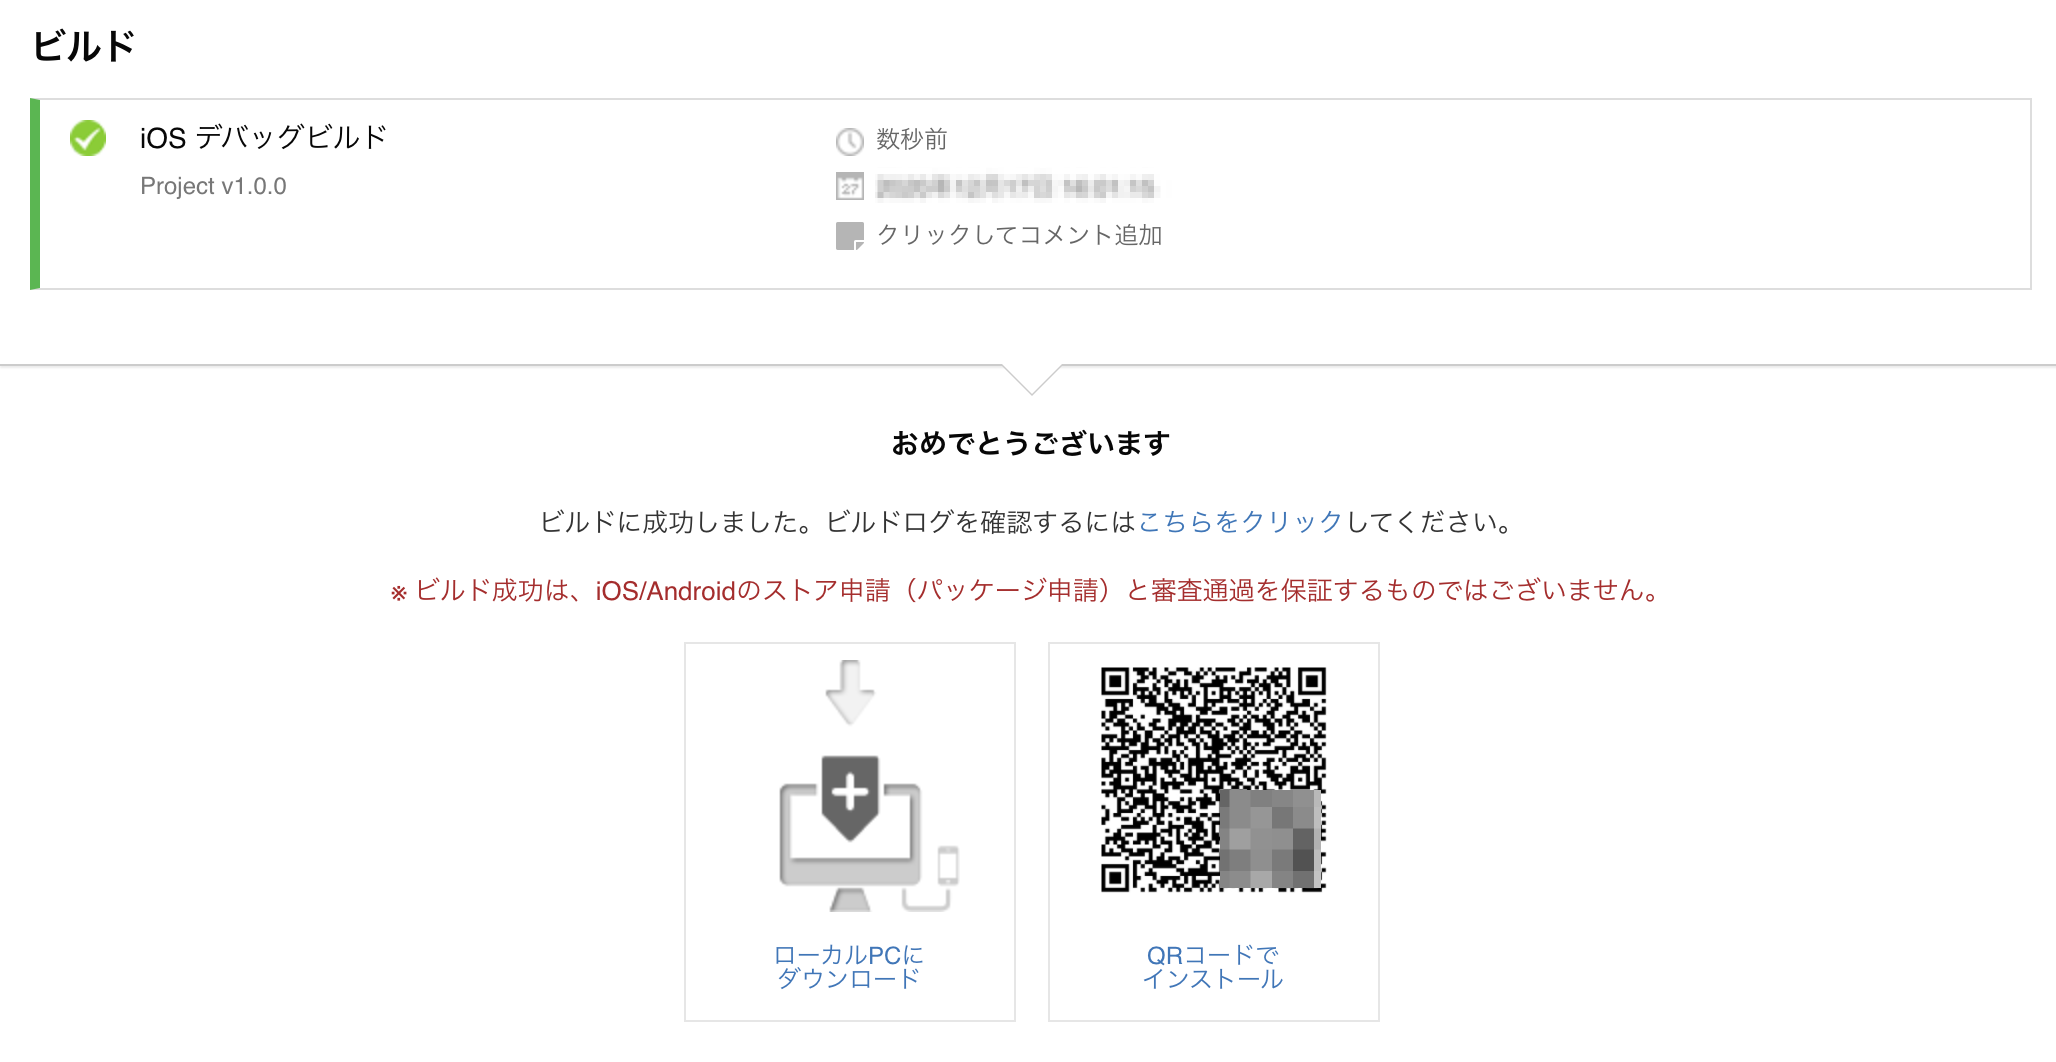 ビルド
iOS デバッグビルド
Project v1.0.0
数秒前
27
クリックしてコメント追加
おめでとうございます
ビルドに成功しました。ビルドログを確認するにはこちらをクリックしてください。
※ ビルド成功は、iOS/Androidのストア申請（パッケージ申請）と審査通過を保証するものではございません。
ローカルPCに
ダウンロード
QRコードで
インストール